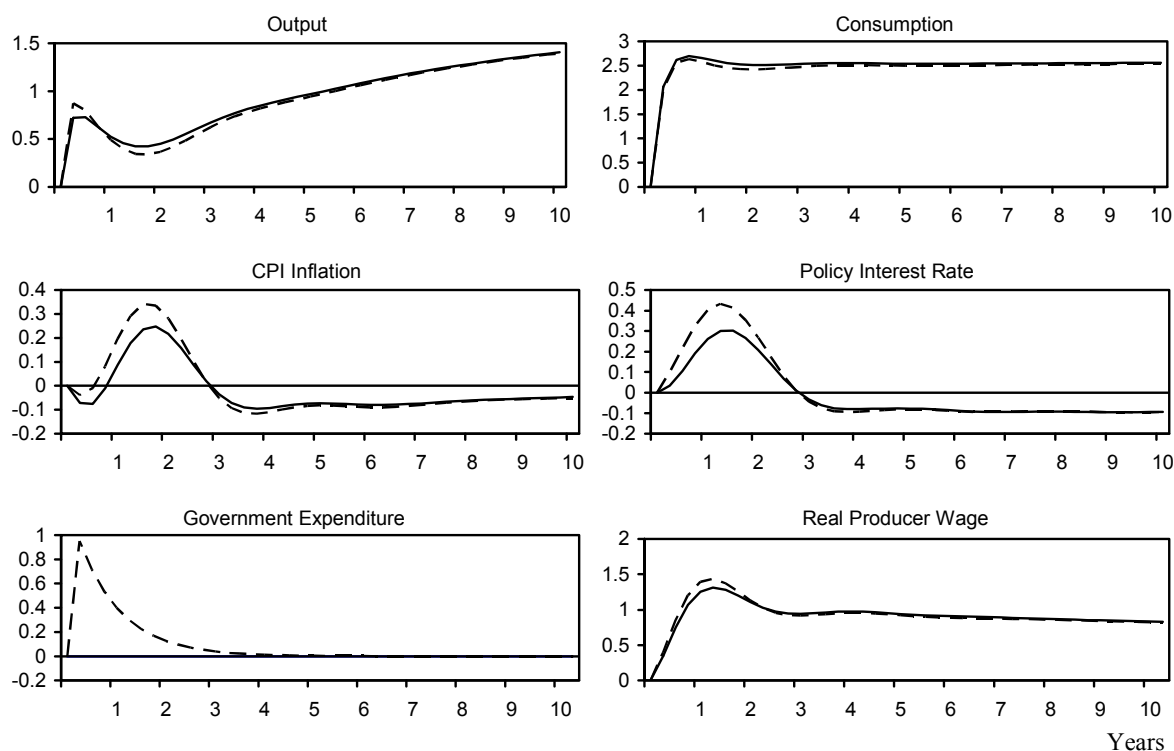 Output
1.5
1
0.5
0
1 2 3 4 5 6 7 8 9 10
Consumption
3
2.5
2
1.5
1
0.5
0
1 2 3 4 5 6 7 8 9 10
CPI Inflation
0.4
0.3
0.2
0.1
0
-0.1
-0.2
1 2 3 4 5 6 7 8 9 10
Policy Interest Rate
0.5
0.4
0.3
0.2
0.1
0
-0.1
-0.2
1 2 3 4 5 6 7 8 9 10
Government Expenditure
1
0.8
0.6
0.4
0.2
0
-0.2
1 2 3 4 5 6 7 8 9 10
Real Producer Wage
2
1.5
1
0.5
0
1 2 3 4 5 6 7 8 9 10
Years